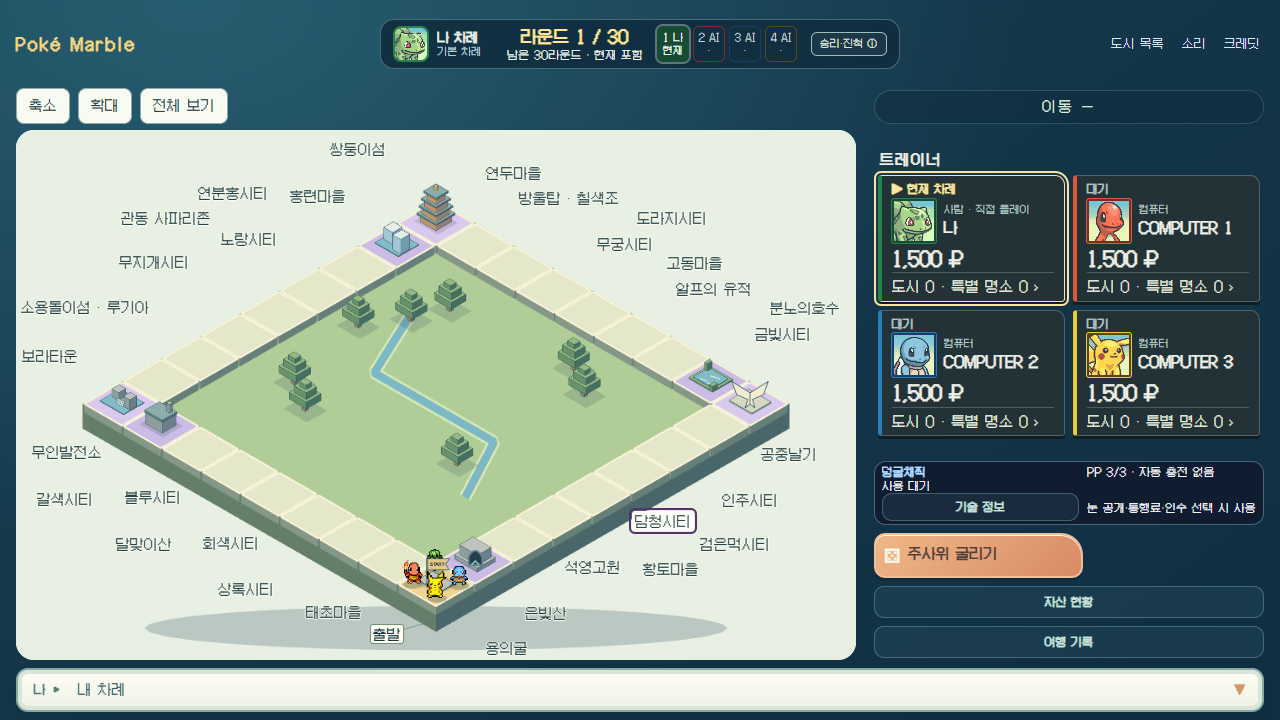 Poké Marble
나 차례
기본 차례
라운드 1 / 30
남은 30라운드 · 현재 포함
1 나
현재
2 AI
·
3 AI
·
4 AI
·
승리·진척 ⓘ
도시 목록
소리
크레딧
축소
확대
전체 보기
이동 —
쌍둥이섬
연두마을
연분홍시티
홍련마을
방울탑 · 칠색조
관동 사파리존
도라지시티
노랑시티
무궁시티
무지개시티
고동마을
알프의 유적
소용돌이섬 · 루기아
분노의호수
금빛시티
보라타운
무인발전소
공중날기
갈색시티
블루시티
인주시티
담청시티
달맞이산
회색시티
검은먹시티
석영고원
황토마을
상록시티
태초마을
은빛산
START
출발
용의굴
트레이너
▶ 현재 차례
사람 · 직접 플레이
나
1,500 ₽
도시 0 · 특별 명소 0 ›
대기
컴퓨터
COMPUTER 1
1,500 ₽
도시 0 · 특별 명소 0 ›
대기
컴퓨터
COMPUTER 2
1,500 ₽
도시 0 · 특별 명소 0 ›
대기
컴퓨터
COMPUTER 3
1,500 ₽
도시 0 · 특별 명소 0 ›
덩굴채찍
사용 대기
PP 3/3 · 자동 충전 없음
기술 정보
눈 공개·통행료·인수 선택 시 사용
주사위 굴리기
자산 현황
여행 기록
나 ▶ 내 차례
▼